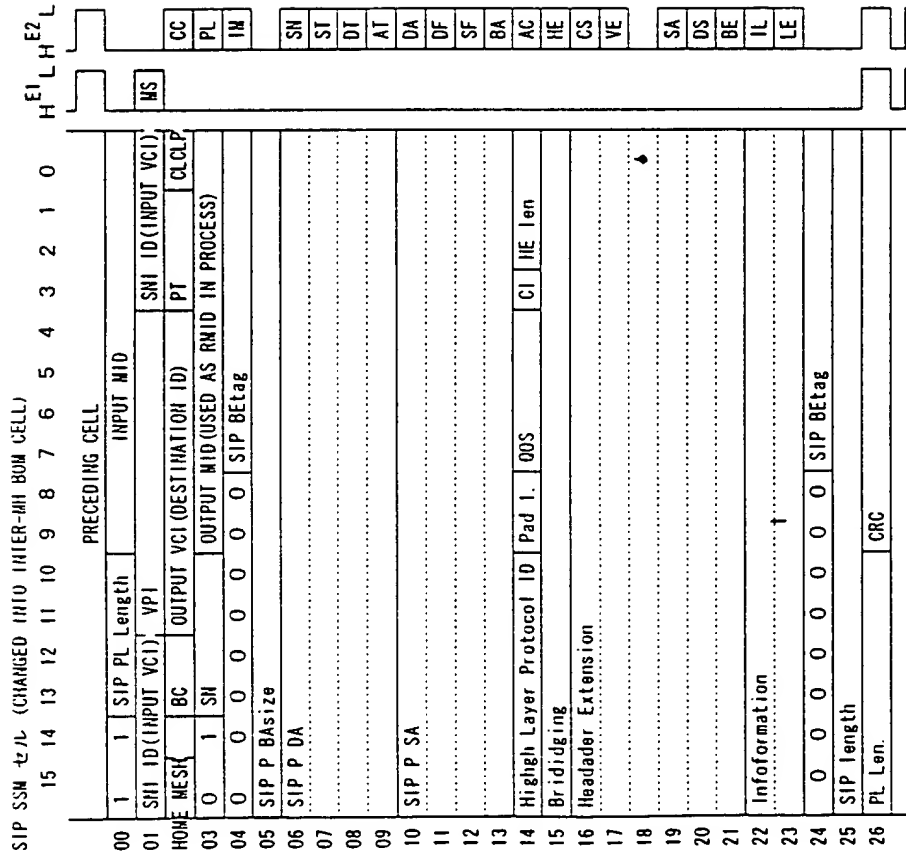 SIP SSM セル (CHANGED INTO INTER-MH BOM CELL)
15 14 13 12 11 10 9 8 7 6 5 4 3 2 1 0 H E1 L H E2 L
PRECEDING CELL
00 1 1 SIP PL Length INPUT MID
01 SNI ID(INPUT VCI) VPI SNI ID(INPUT VCI) MS
HOME MESH BC OUTPUT VCI(DESTINATION ID) PT CLCLP CC
03 0 1 SN OUTPUT MID(USED AS RMID IN PROCESS) PL
04 0 0 0 0 0 0 0 0 SIP BEtag IM
05 SIP P BAsize
06 SIP P DA SN
07 ST
08 DT
09 AT
10 SIP P SA DA
11 DF
12 SF
13 BA
14 Highgh Layer Protocol ID Pad l. QOS CI HE len AC
15 Brididging HE
16 Headader Extension CS
17 VE
18
19 SA
20 DS
21 BE
22 Infoformation IL
23 LE
24 0 0 0 0 0 0 0 0 SIP BEtag
25 SIP length
26 PL Len. CRC